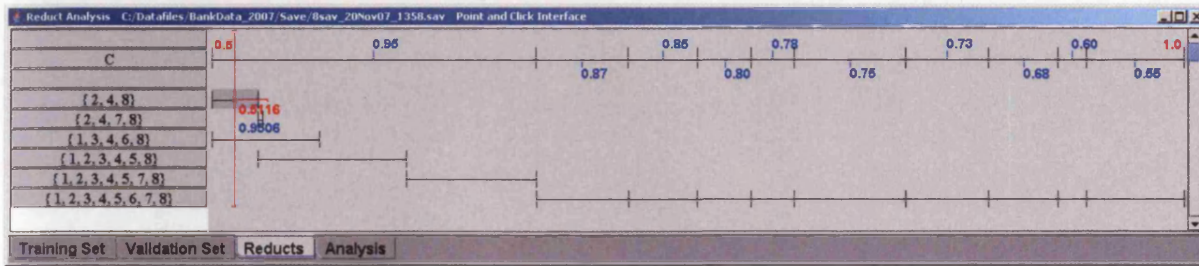 Reduct Analysis C:/Datafiles/BankData_2007/Save/8sav_20Nov07_1358.sav Point and Click Interface
0.5 0.95 0.85 0.78 0.73 0.60 1.0
C
0.87 0.80 0.75 0.68 0.55
{ 2, 4, 8}
0.5116
{ 2, 4, 7, 8}
0.9506
{ 1, 3, 4, 6, 8}
{ 1, 2, 3, 4, 5, 8}
{ 1, 2, 3, 4, 5, 7, 8}
{ 1, 2, 3, 4, 5, 6, 7, 8}
Training Set Validation Set Reducts Analysis